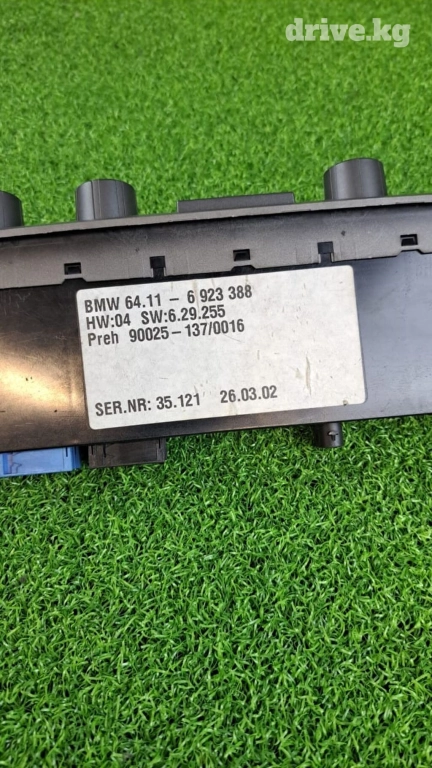 drive.kg
BMW 64.11 - 6 923 388
HW:04 SW:6.29.255
Preh 90025-137/0016
SER.NR: 35.121 26.03.02